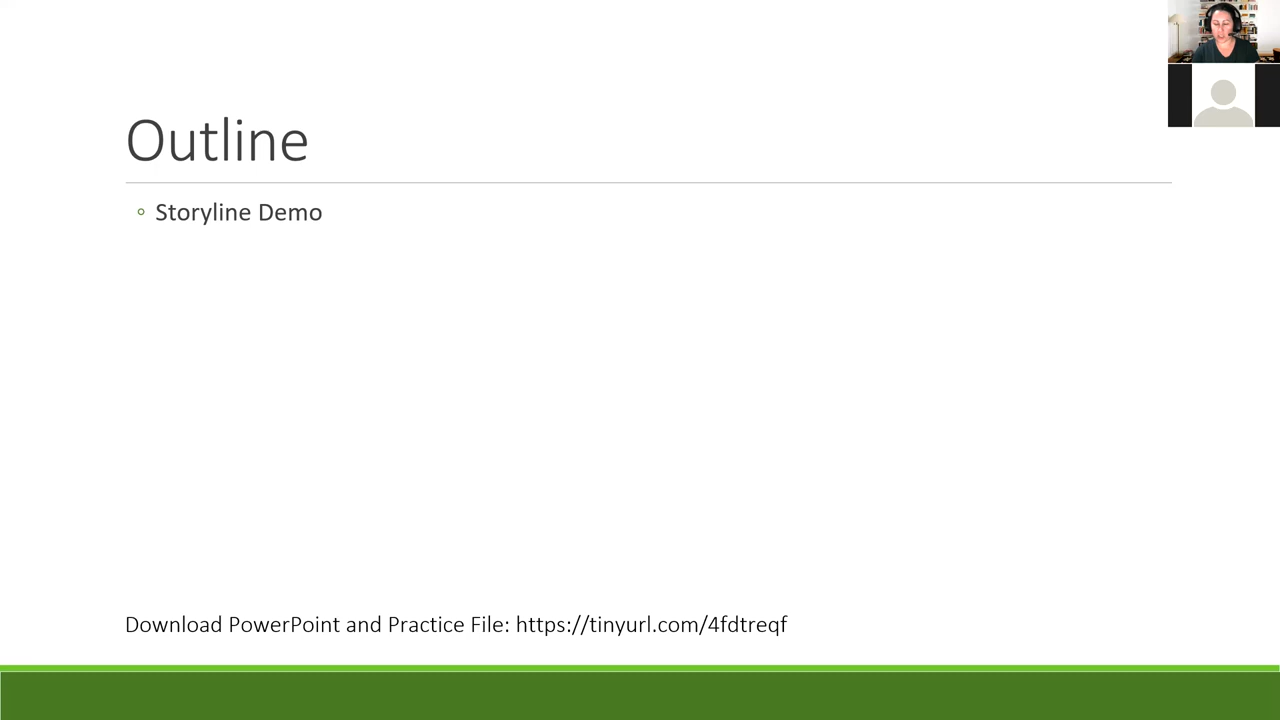 Outline
Storyline Demo
Download PowerPoint and Practice File: https://tinyurl.com/4fdtreqf